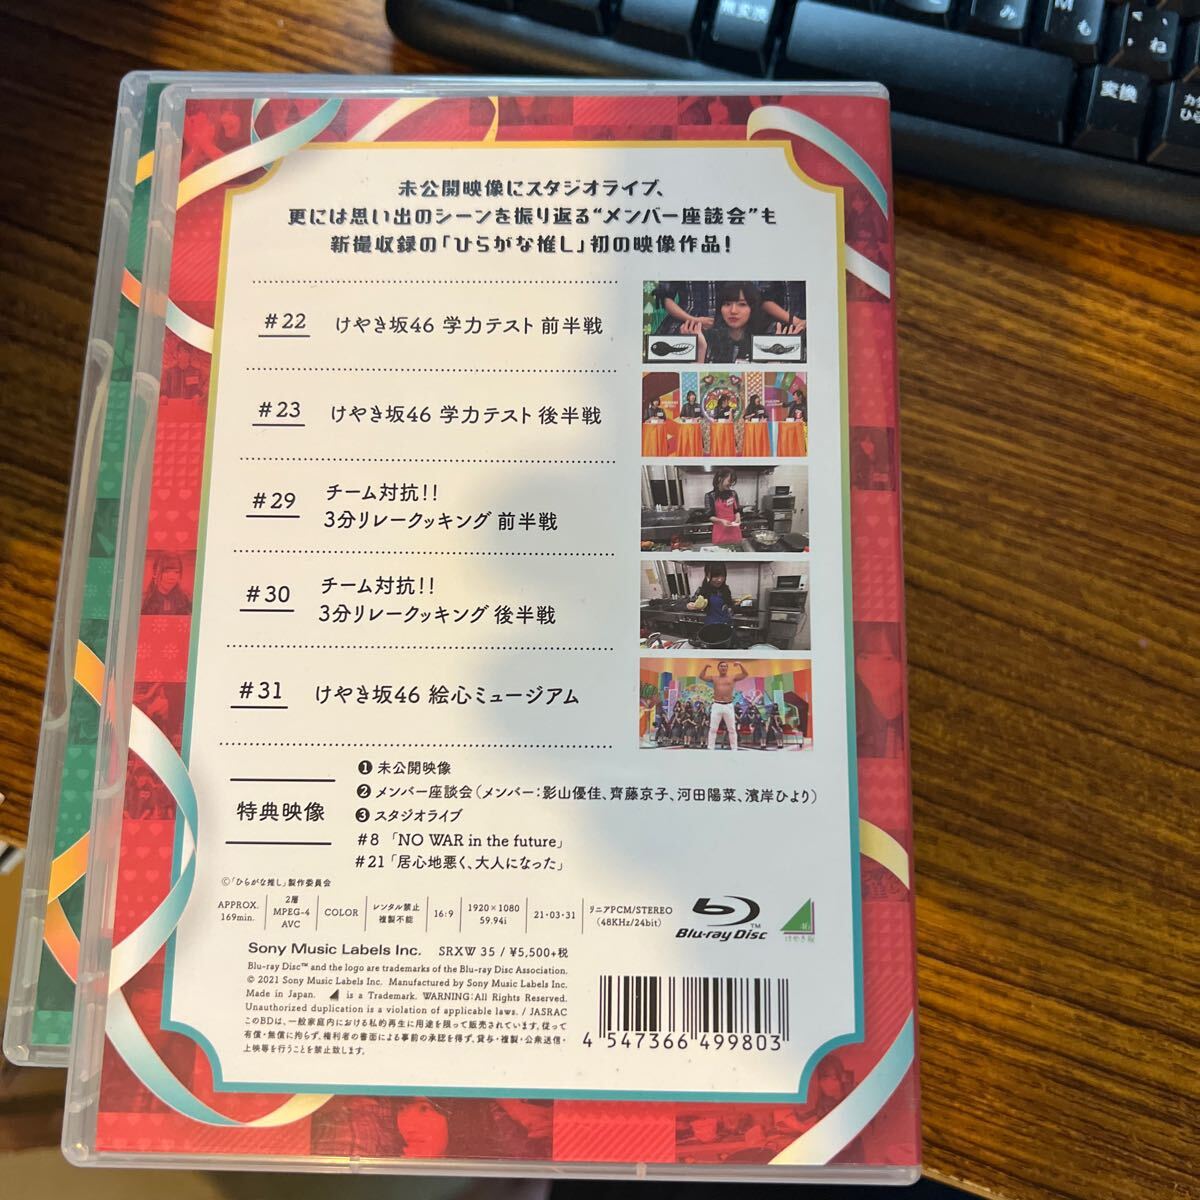 未公開映像にスタジオライブ、
更には思い出のシーンを振り返る“メンバー座談会”も
新撮収録の「ひらがな推し」初の映像作品！
#22 けやき坂46 学力テスト 前半戦
#23 けやき坂46 学力テスト 後半戦
#29 チーム対抗!!
3分リレークッキング 前半戦
#30 チーム対抗!!
3分リレークッキング 後半戦
#31 けやき坂46 絵心ミュージアム
特典映像
❶ 未公開映像
❷ メンバー座談会（メンバー：影山優佳、齊藤京子、河田陽菜、濱岸ひより）
❸ スタジオライブ
#8 「NO WAR in the future」
#21「居心地悪く、大人になった」
©「ひらがな推し」製作委員会
APPROX. 169min.
2層 MPEG-4 AVC
COLOR
レンタル禁止 複製不能
16:9
1920×1080 59.94i
21・03・31
リニアPCM/STEREO (48KHz/24bit)
Blu-ray Disc™
46
けやき坂
Sony Music Labels Inc. SRXW 35 / ¥5,500+税
Blu-ray Disc™ and the logo are trademarks of the Blu-ray Disc Association.
© 2021 Sony Music Labels Inc. Manufactured by Sony Music Labels Inc.
Made in Japan. is a Trademark. WARNING: All Rights Reserved.
Unauthorized duplication is a violation of applicable laws. / JASRAC
このBDは、一般家庭内における私的再生に用途を限って販売されています。従って
有償・無償に拘らず、権利者の書面による事前の承認を得ず、貸与・複製・公衆送信・
上映等を行うことを禁止致します。
4 547366 499803
無変換
み
M
も
、
ね
変換